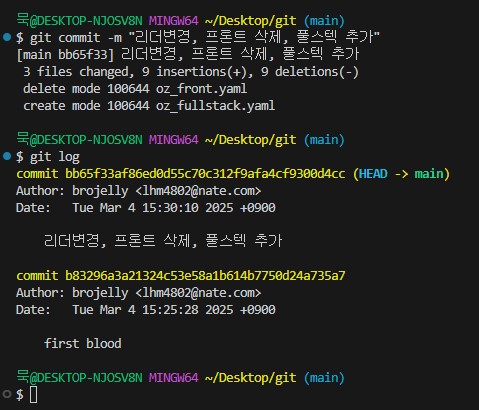 묵@DESKTOP-NJOSV8N MINGW64 ~/Desktop/git (main)
$ git commit -m "리더변경, 프론트 삭제, 풀스텍 추가"
[main bb65f33] 리더변경, 프론트 삭제, 풀스텍 추가
3 files changed, 9 insertions(+), 9 deletions(-)
delete mode 100644 oz_front.yaml
create mode 100644 oz_fullstack.yaml
묵@DESKTOP-NJOSV8N MINGW64 ~/Desktop/git (main)
$ git log
commit bb65f33af86ed0d55c70c312f9afa4cf9300d4cc (HEAD -> main)
Author: brojelly <lhm4802@nate.com>
Date:   Tue Mar 4 15:30:10 2025 +0900
리더변경, 프론트 삭제, 풀스텍 추가
commit b83296a3a21324c53e58a1b614b7750d24a735a7
Author: brojelly <lhm4802@nate.com>
Date:   Tue Mar 4 15:25:28 2025 +0900
first blood
묵@DESKTOP-NJOSV8N MINGW64 ~/Desktop/git (main)
$